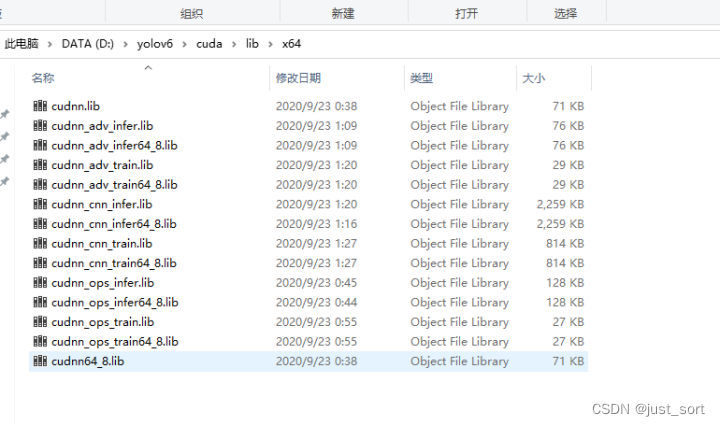 组织 新建 打开 选择
此电脑 > DATA (D:) > yolov6 > cuda > lib > x64
名称 修改日期 类型 大小
cudnn.lib 2020/9/23 0:38 Object File Library 71 KB
cudnn_adv_infer.lib 2020/9/23 1:09 Object File Library 76 KB
cudnn_adv_infer64_8.lib 2020/9/23 1:09 Object File Library 76 KB
cudnn_adv_train.lib 2020/9/23 1:20 Object File Library 29 KB
cudnn_adv_train64_8.lib 2020/9/23 1:20 Object File Library 29 KB
cudnn_cnn_infer.lib 2020/9/23 1:20 Object File Library 2,259 KB
cudnn_cnn_infer64_8.lib 2020/9/23 1:16 Object File Library 2,259 KB
cudnn_cnn_train.lib 2020/9/23 1:27 Object File Library 814 KB
cudnn_cnn_train64_8.lib 2020/9/23 1:27 Object File Library 814 KB
cudnn_ops_infer.lib 2020/9/23 0:45 Object File Library 128 KB
cudnn_ops_infer64_8.lib 2020/9/23 0:44 Object File Library 128 KB
cudnn_ops_train.lib 2020/9/23 0:55 Object File Library 27 KB
cudnn_ops_train64_8.lib 2020/9/23 0:55 Object File Library 27 KB
cudnn64_8.lib 2020/9/23 0:38 Object File Library 71 KB
CSDN @just_sort